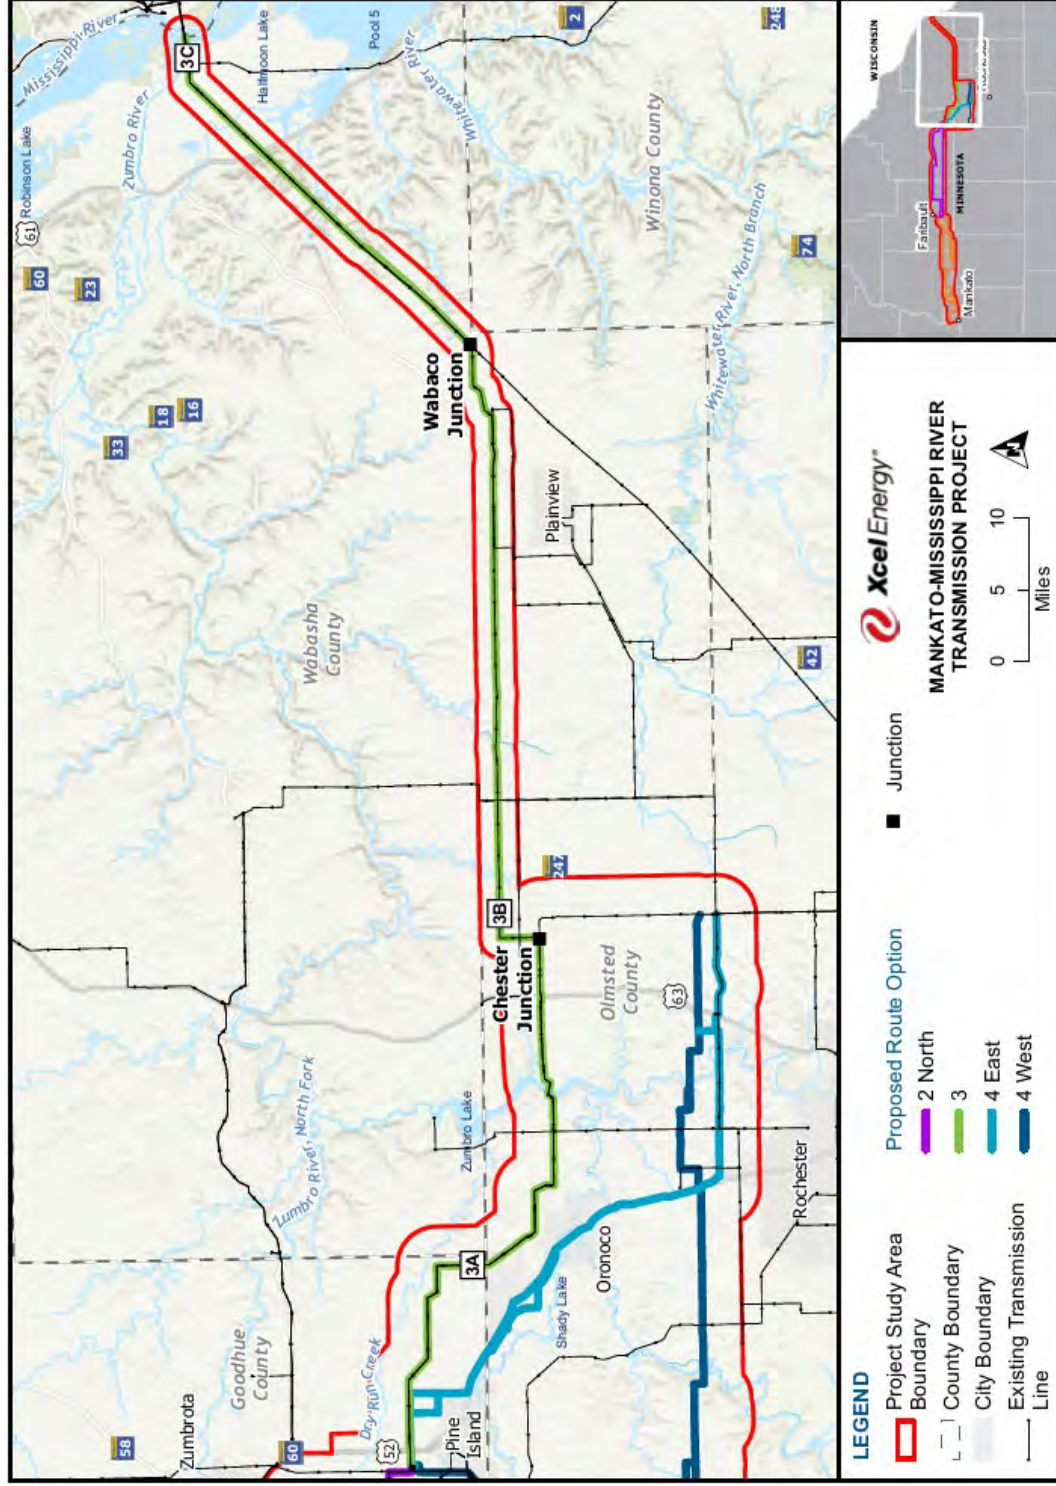 58
Zumbrota
60
Goodhue
County
Dry Run Creek
52
Pine
Island
Zumbro River, North Fork
Zumbro Lake
3A
Shady Lake
Oronoco
Rochester
Chester
Junction
3B
247
Olmsted
County
63
Wabasha
County
33
18
16
23
60
61
Robinson Lake
Mississippi River
Zumbro River
3C
Halfmoon Lake
Pool 5
Whitewater River
2
248
Winona County
Whitewater River, North Branch
74
Wabaco
Junction
Plainview
42
LEGEND
Project Study Area
Boundary
County Boundary
City Boundary
Existing Transmission
Line
Proposed Route Option
2 North
3
4 East
4 West
Junction
Xcel Energy®
MANKATO-MISSISSIPPI RIVER
TRANSMISSION PROJECT
0 5 10
Miles
N
WISCONSIN
MINNESOTA
Faribault
Mankato